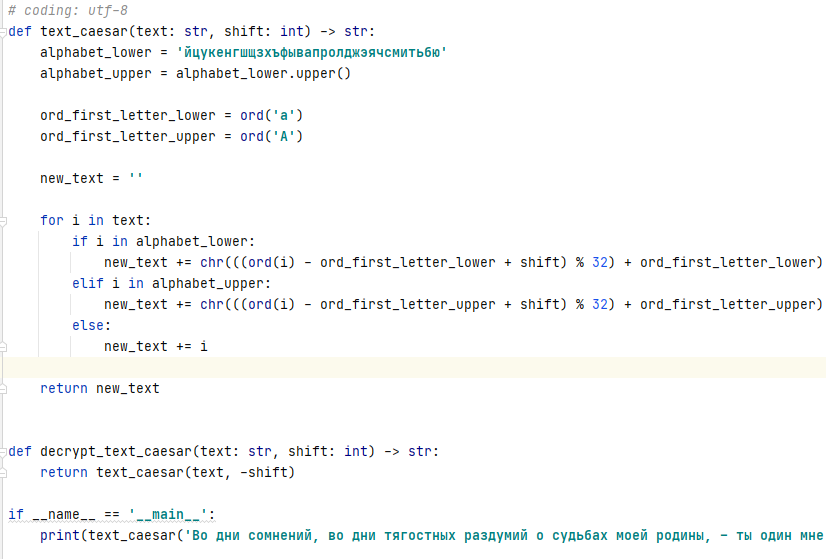 # coding: utf-8
def text_caesar(text: str, shift: int) -> str:
    alphabet_lower = 'йцукенгшщзхъфывапролджэячсмитьбю'
    alphabet_upper = alphabet_lower.upper()
    ord_first_letter_lower = ord('а')
    ord_first_letter_upper = ord('А')
    new_text = ''
    for i in text:
        if i in alphabet_lower:
            new_text += chr(((ord(i) - ord_first_letter_lower + shift) % 32) + ord_first_letter_lower)
        elif i in alphabet_upper:
            new_text += chr(((ord(i) - ord_first_letter_upper + shift) % 32) + ord_first_letter_upper)
        else:
            new_text += i
    return new_text
def decrypt_text_caesar(text: str, shift: int) -> str:
    return text_caesar(text, -shift)
if __name__ == '__main__':
    print(text_caesar('Во дни сомнений, во дни тягостных раздумий о судьбах моей родины, - ты один мне